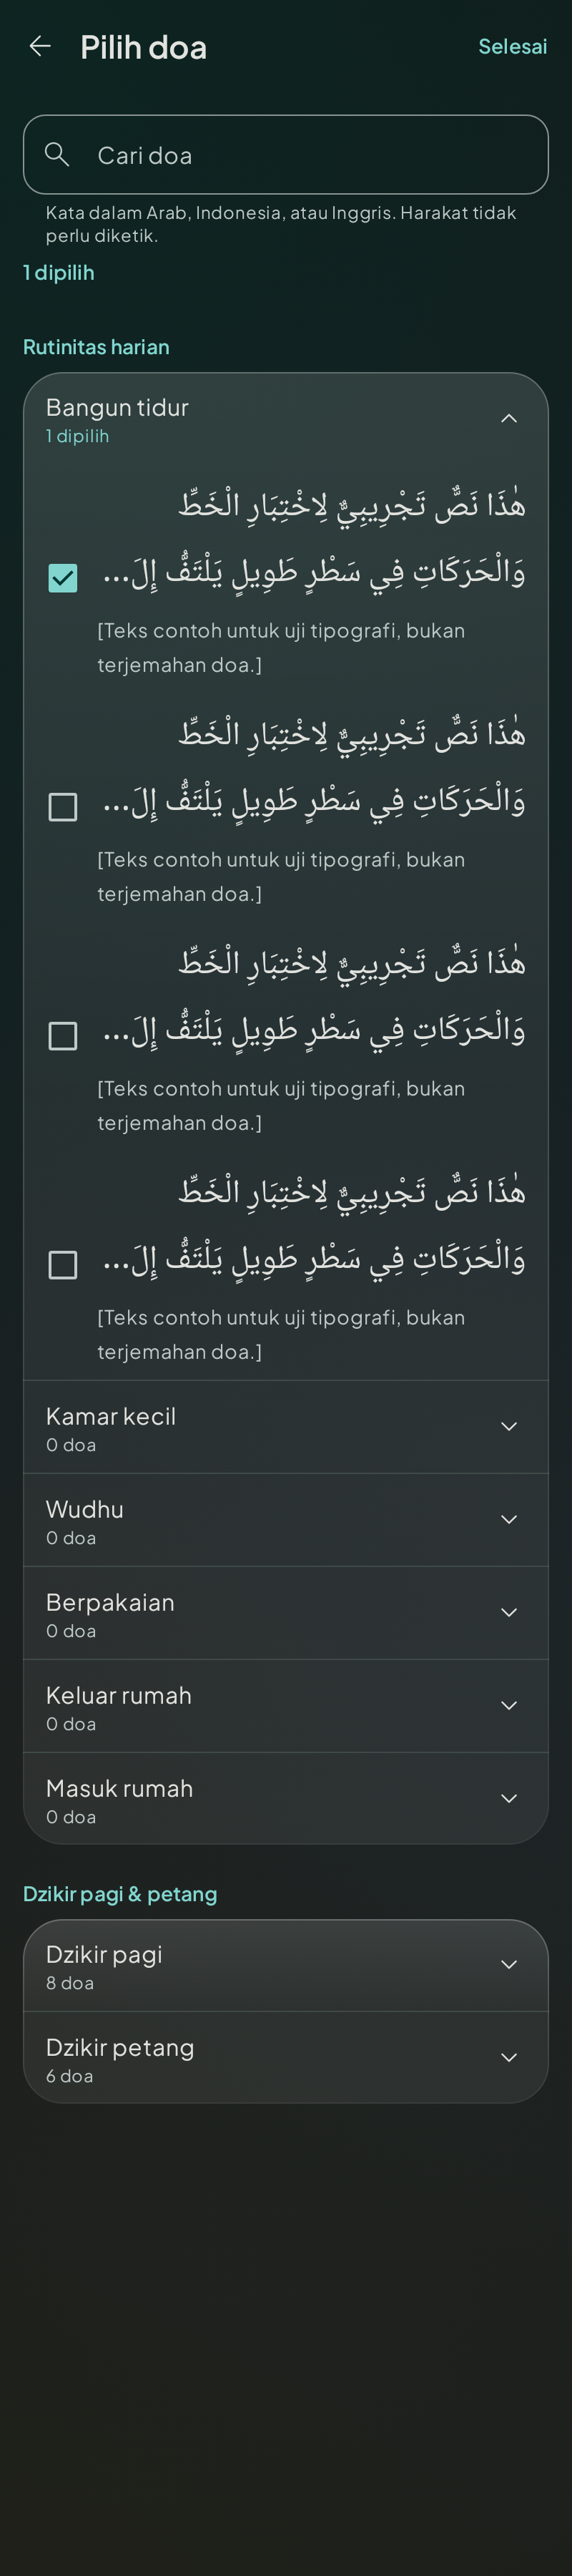 Pilih doa
Selesai
Cari doa
Kata dalam Arab, Indonesia, atau Inggris. Harakat tidak
perlu diketik.
1 dipilih
Rutinitas harian
Bangun tidur
1 dipilih
هٰذَا نَصٌّ تَجْرِيبِيٌّ لِاخْتِبَارِ الْخَطِّ
وَالْحَرَكَاتِ فِي سَطْرٍ طَوِيلٍ يَلْتَفُّ إِلَ...
[Teks contoh untuk uji tipografi, bukan
terjemahan doa.]
هٰذَا نَصٌّ تَجْرِيبِيٌّ لِاخْتِبَارِ الْخَطِّ
وَالْحَرَكَاتِ فِي سَطْرٍ طَوِيلٍ يَلْتَفُّ إِلَ...
[Teks contoh untuk uji tipografi, bukan
terjemahan doa.]
هٰذَا نَصٌّ تَجْرِيبِيٌّ لِاخْتِبَارِ الْخَطِّ
وَالْحَرَكَاتِ فِي سَطْرٍ طَوِيلٍ يَلْتَفُّ إِلَ...
[Teks contoh untuk uji tipografi, bukan
terjemahan doa.]
هٰذَا نَصٌّ تَجْرِيبِيٌّ لِاخْتِبَارِ الْخَطِّ
وَالْحَرَكَاتِ فِي سَطْرٍ طَوِيلٍ يَلْتَفُّ إِلَ...
[Teks contoh untuk uji tipografi, bukan
terjemahan doa.]
Kamar kecil
0 doa
Wudhu
0 doa
Berpakaian
0 doa
Keluar rumah
0 doa
Masuk rumah
0 doa
Dzikir pagi & petang
Dzikir pagi
8 doa
Dzikir petang
6 doa